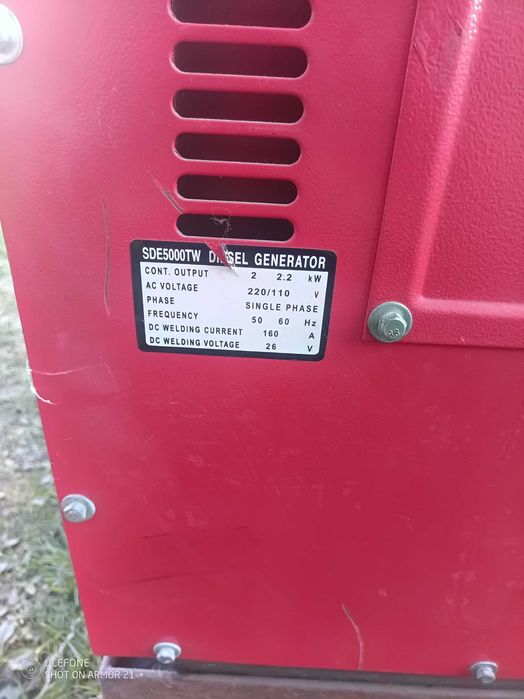 SDE5000TW DIESEL GENERATOR
CONT. OUTPUT 2 2.2 kW
AC VOLTAGE 220/110 V
PHASE SINGLE PHASE
FREQUENCY 50 60 Hz
DC WELDING CURRENT 160 A
DC WELDING VOLTAGE 26 V
ULEFONE
SHOT ON ARMOR 21